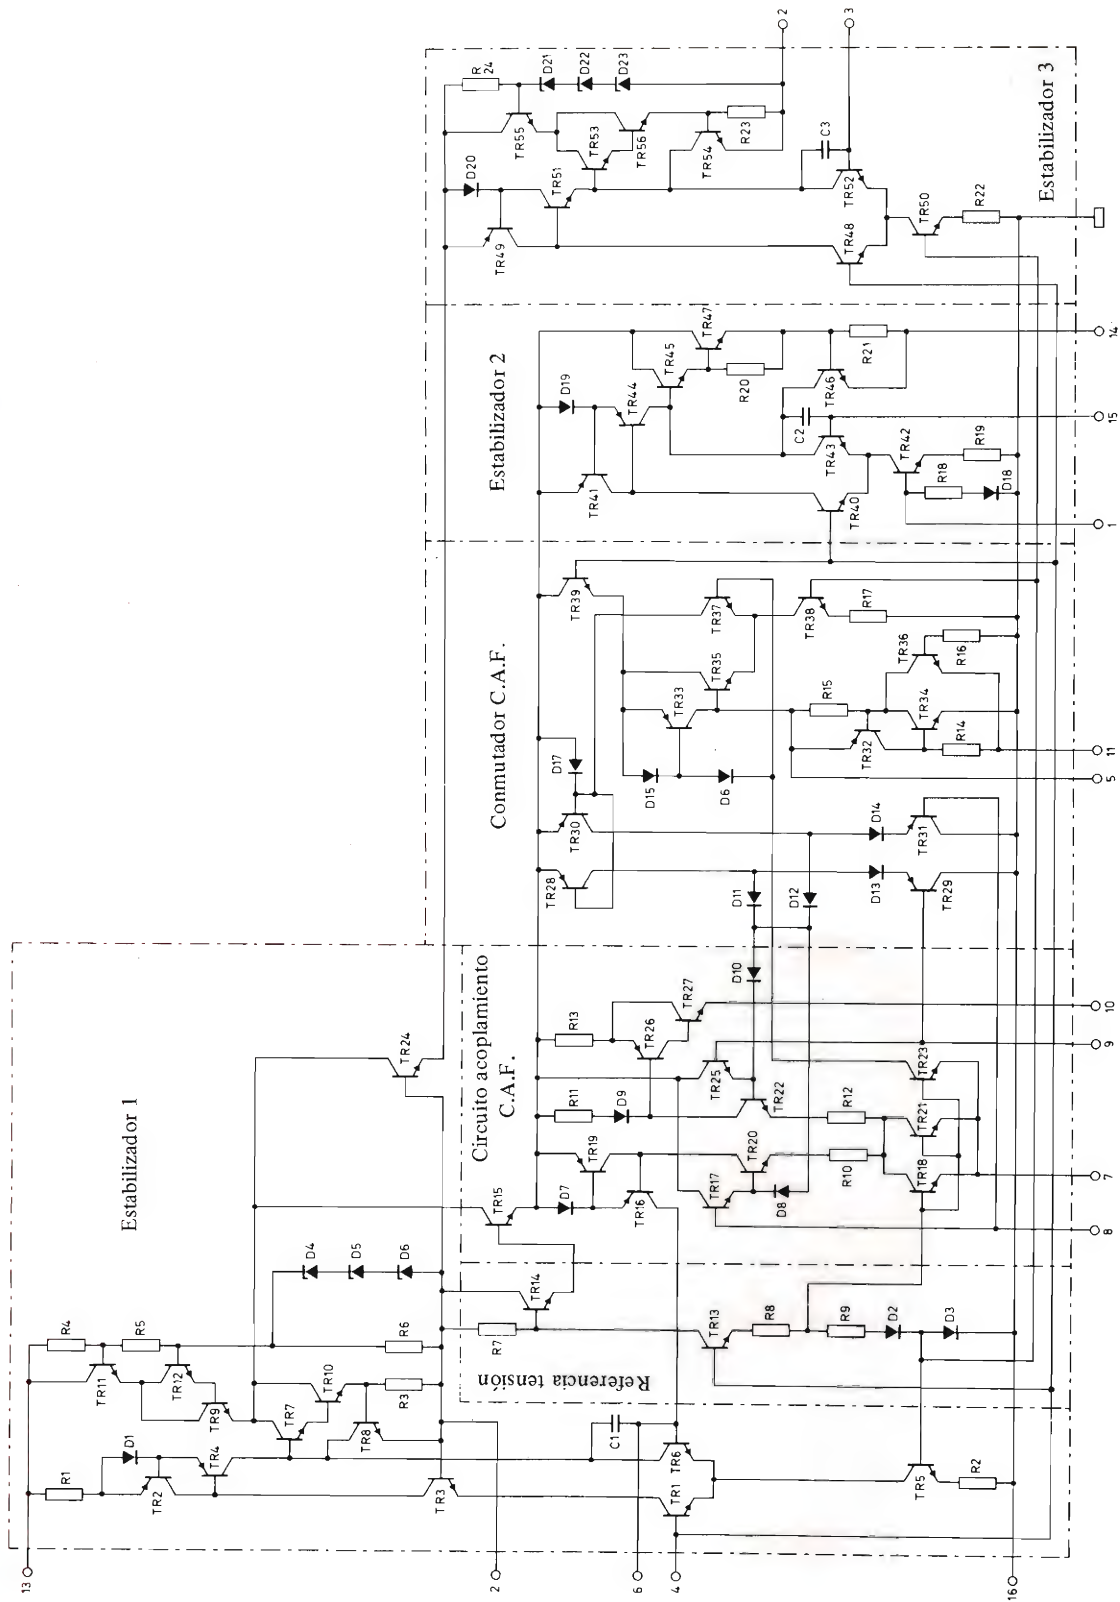 Estabilizador 1
13
R1
R4
D1
TR2
TR4
TR11
R5
TR12
TR9
TR7
TR10
D4
D5
D6
TR8
R3
R6
TR3
2
6
4
C1
TR1
TR6
TR5
R2
16
Referencia tensión
R7
TR14
TR13
R8
R9
D2
D3
TR24
TR15
Circuito acoplamiento
C.A.F.
D7
TR19
R11
R13
D9
TR16
TR26
TR27
TR17
TR20
TR25
D10
D8
TR22
R10
R12
TR18
TR21
TR23
8
7
9
10
Conmutador C.A.F.
TR28
TR30
D17
TR39
D11
D12
D15
TR33
TR35
TR37
D6
D13
D14
TR29
TR31
TR38
R17
R15
TR32
TR34
TR36
R14
R16
5
11
Estabilizador 2
D19
TR41
TR44
TR45
TR47
R20
C2
TR46
R21
TR40
TR43
TR42
R18
R19
D18
1
15
14
Estabilizador 3
R
24
D20
D21
D22
D23
TR49
TR51
TR55
TR53
TR56
TR54
R23
C3
TR48
TR52
TR50
R22
2
3